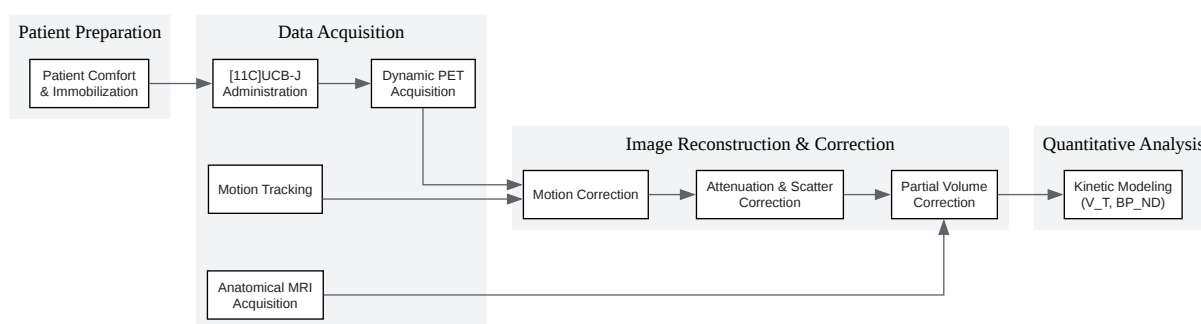 Patient Preparation
Patient Comfort
& Immobilization
Data Acquisition
[11C]UCB-J
Administration
Dynamic PET
Acquisition
Motion Tracking
Anatomical MRI
Acquisition
Image Reconstruction & Correction
Motion Correction
Attenuation & Scatter
Correction
Partial Volume
Correction
Quantitative Analysis
Kinetic Modeling
(V_T, BP_ND)